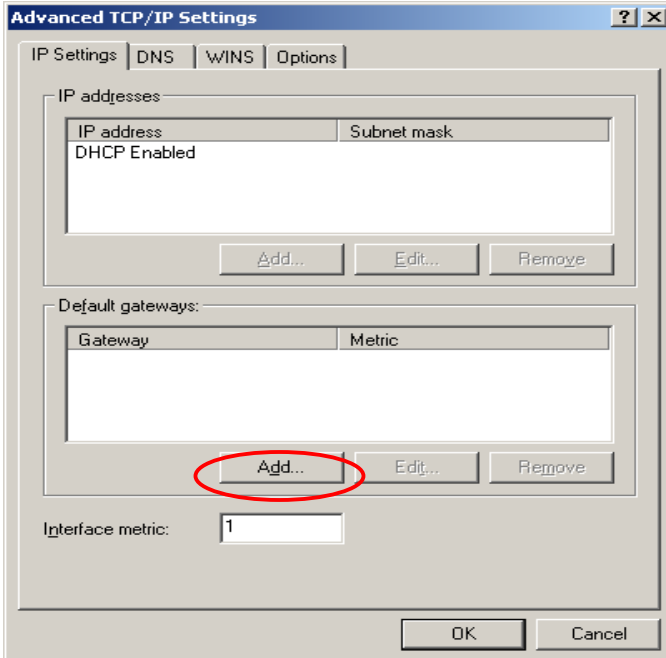 Advanced TCP/IP Settings
IP Settings DNS WINS Options
IP addresses
IP address Subnet mask
DHCP Enabled
Add... Edit... Remove
Default gateways:
Gateway Metric
Add... Edit... Remove
Interface metric: 1
OK Cancel